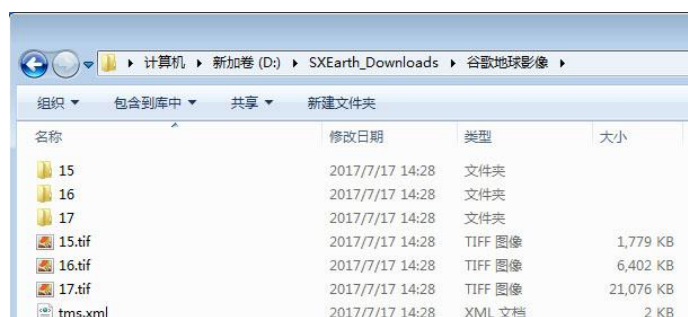 计算机 ▸ 新加卷 (D:) ▸ SXEarth_Downloads ▸ 谷歌地球影像 ▸
组织 ▼ 包含到库中 ▼ 共享 ▼ 新建文件夹
名称 修改日期 类型 大小
15 2017/7/17 14:28 文件夹
16 2017/7/17 14:28 文件夹
17 2017/7/17 14:28 文件夹
15.tif 2017/7/17 14:28 TIFF 图像 1,779 KB
16.tif 2017/7/17 14:28 TIFF 图像 6,402 KB
17.tif 2017/7/17 14:28 TIFF 图像 21,076 KB
tms.xml 2017/7/17 14:28 XML 文档 2 KB